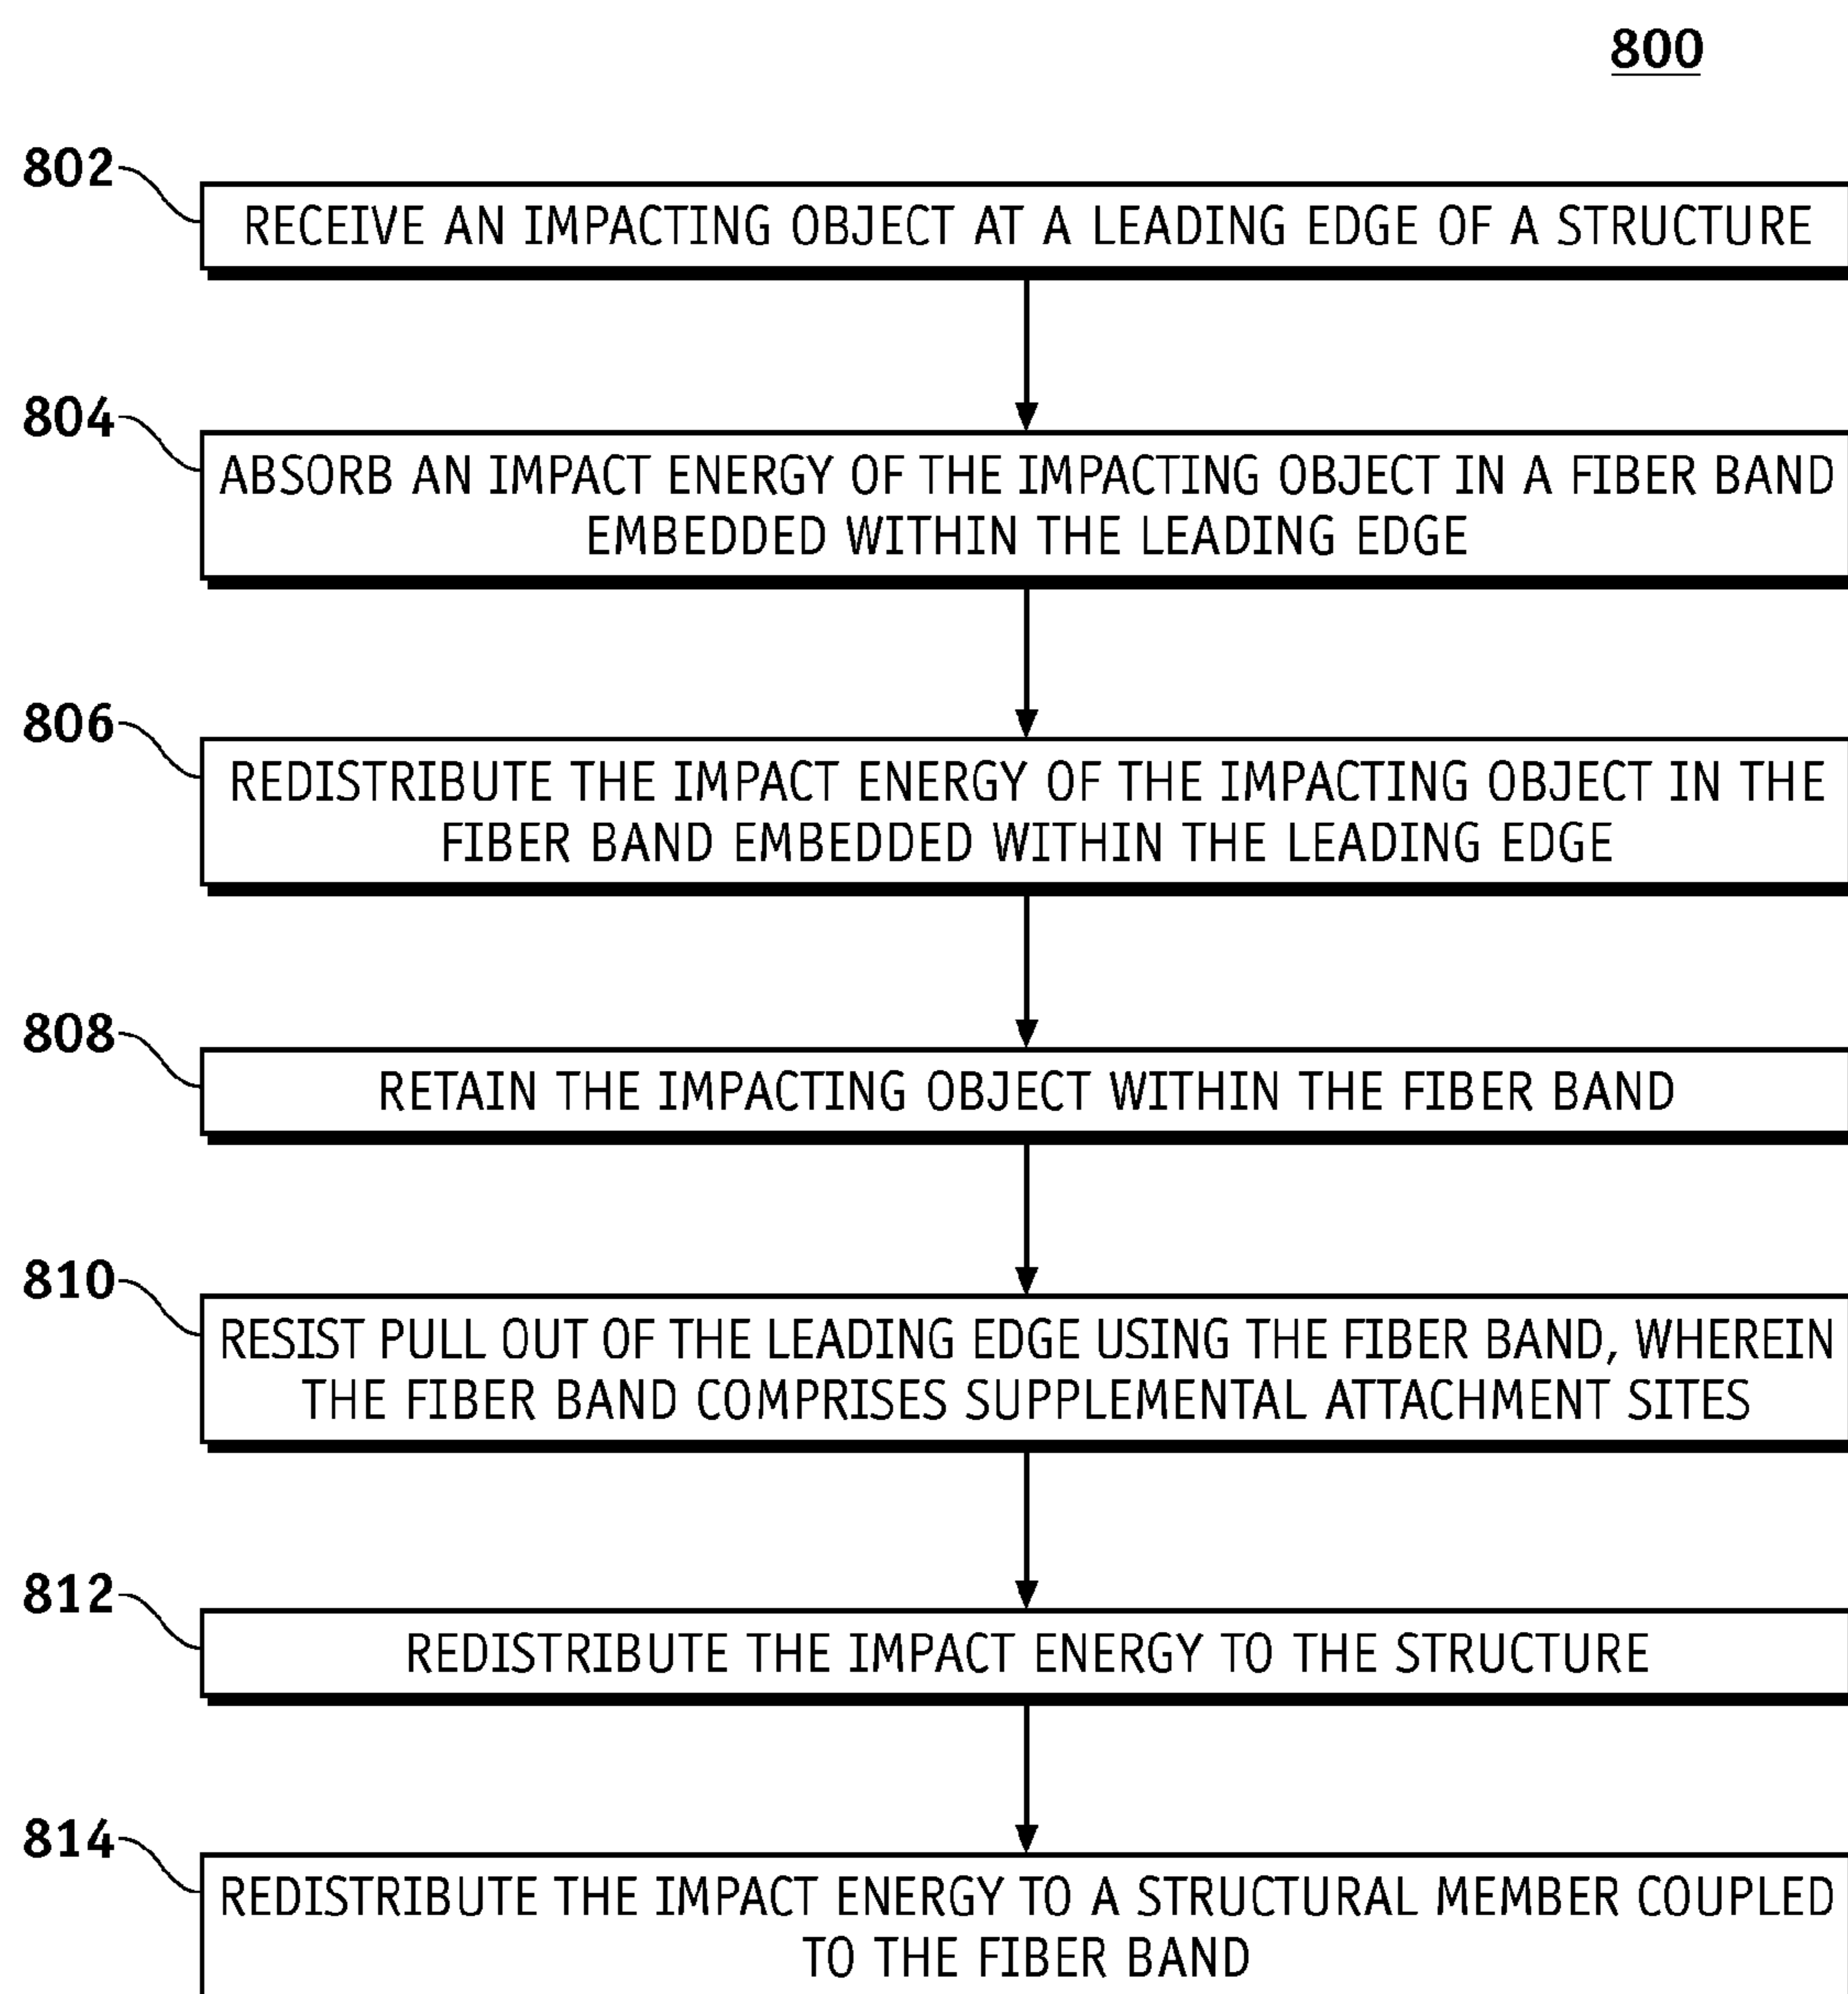 800
802
RECEIVE AN IMPACTING OBJECT AT A LEADING EDGE OF A STRUCTURE
804
ABSORB AN IMPACT ENERGY OF THE IMPACTING OBJECT IN A FIBER BAND
EMBEDDED WITHIN THE LEADING EDGE
806
REDISTRIBUTE THE IMPACT ENERGY OF THE IMPACTING OBJECT IN THE
FIBER BAND EMBEDDED WITHIN THE LEADING EDGE
808
RETAIN THE IMPACTING OBJECT WITHIN THE FIBER BAND
810
RESIST PULL OUT OF THE LEADING EDGE USING THE FIBER BAND, WHEREIN
THE FIBER BAND COMPRISES SUPPLEMENTAL ATTACHMENT SITES
812
REDISTRIBUTE THE IMPACT ENERGY TO THE STRUCTURE
814
REDISTRIBUTE THE IMPACT ENERGY TO A STRUCTURAL MEMBER COUPLED
TO THE FIBER BAND